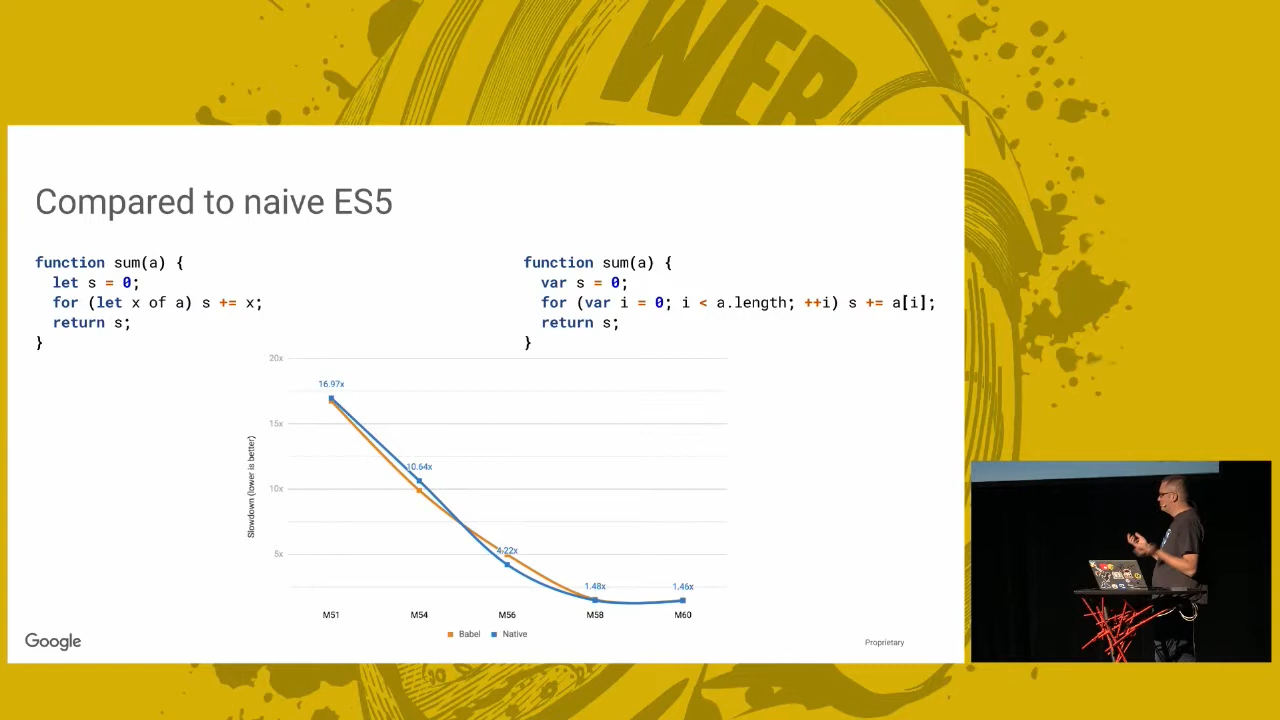 WEB
Compared to naive ES5
function sum(a) {
let s = 0;
for (let x of a) s += x;
return s;
}
function sum(a) {
var s = 0;
for (var i = 0; i < a.length; ++i) s += a[i];
return s;
}
20x
15x
10x
5x
Slowdown (lower is better)
16.97x
10.64x
4.22x
1.48x
1.46x
M51
M54
M56
M58
M60
Babel
Native
Google
Proprietary